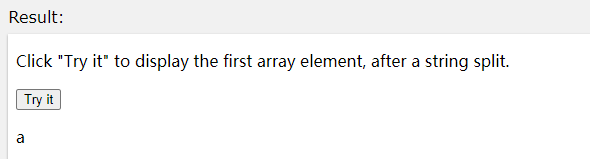 Result:
Click "Try it" to display the first array element, after a string split.
Try it
a